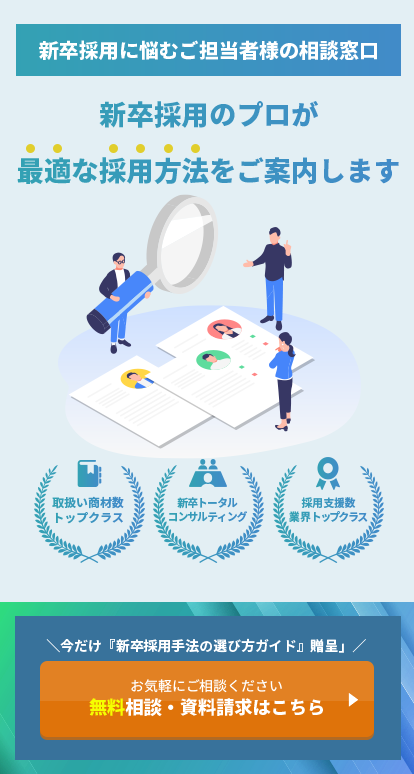 新卒採用に悩むご担当者様の相談窓口
新卒採用のプロが
最適な採用方法をご案内します
取扱い商材数
トップクラス
新卒トータル
コンサルティング
採用支援数
業界トップクラス
＼今だけ『新卒採用手法の選び方ガイド』贈呈」／
お気軽にご相談ください
無料相談・資料請求はこちら